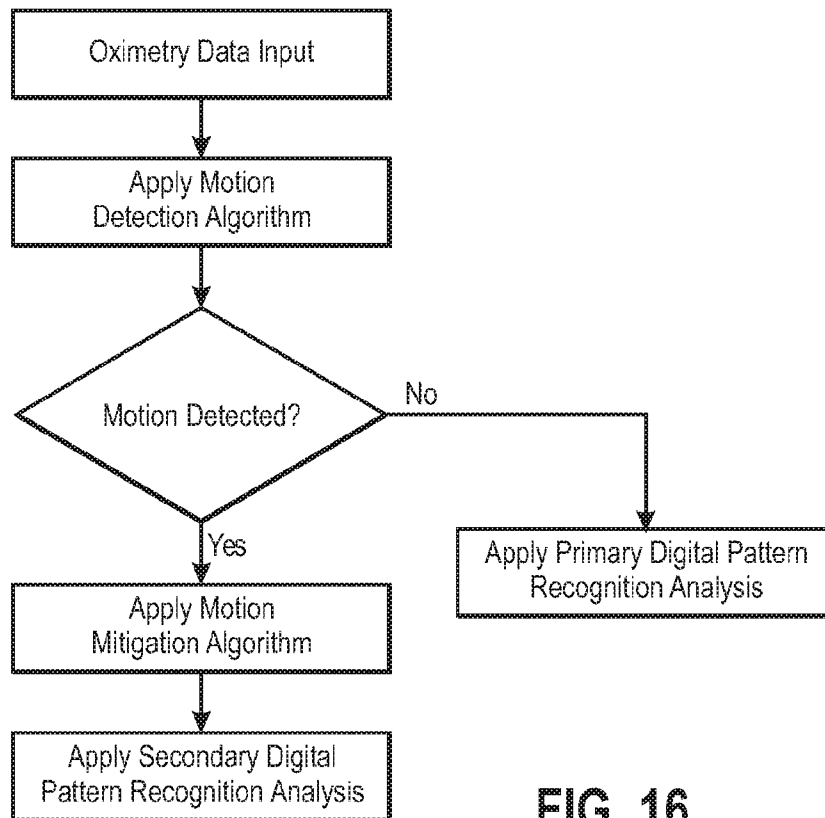 Oximetry Data Input
Apply Motion
Detection Algorithm
Motion Detected?
No
Yes
Apply Primary Digital Pattern
Recognition Analysis
Apply Motion
Mitigation Algorithm
Apply Secondary Digital
Pattern Recognition Analysis
FIG. 16